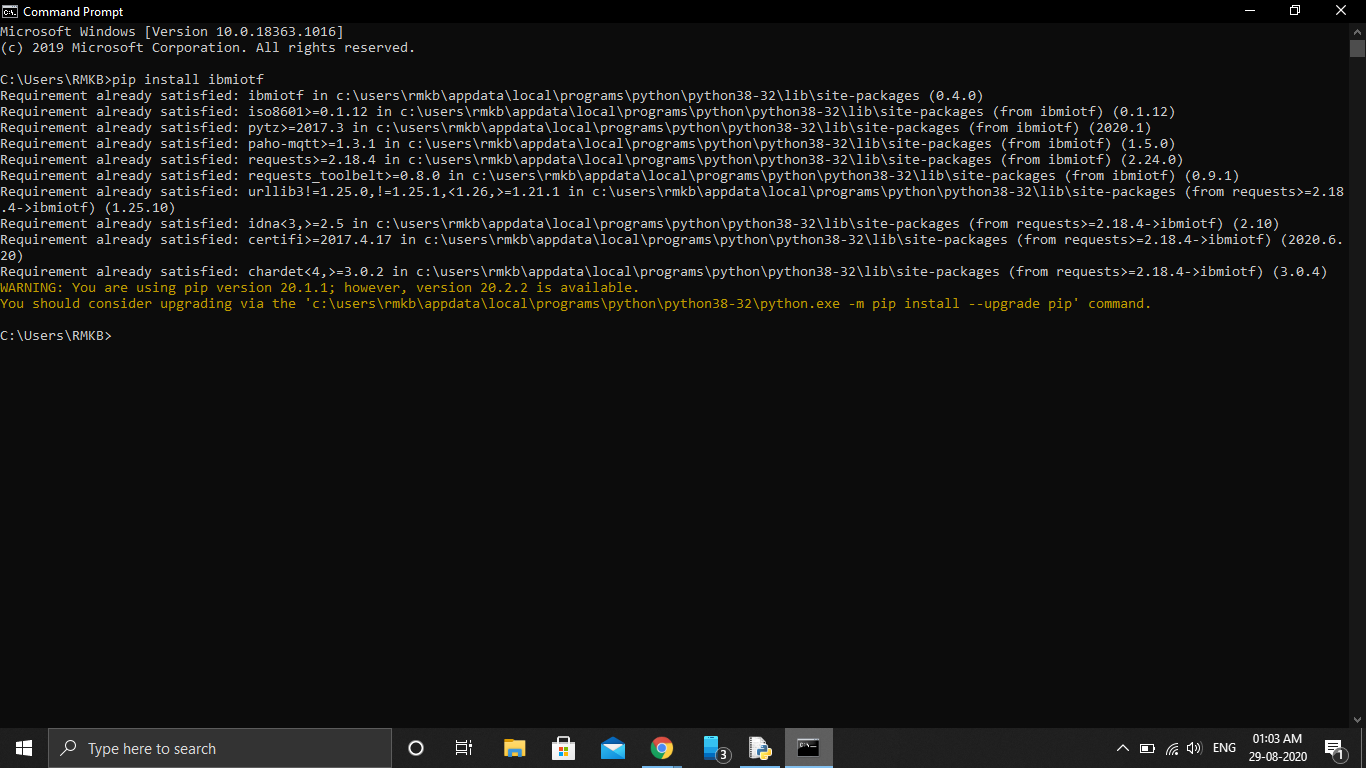 Command Prompt
Microsoft Windows [Version 10.0.18363.1016]
(c) 2019 Microsoft Corporation. All rights reserved.
C:\Users\RMKB>pip install ibmiotf
Requirement already satisfied: ibmiotf in c:\users\rmkb\appdata\local\programs\python\python38-32\lib\site-packages (0.4.0)
Requirement already satisfied: iso8601>=0.1.12 in c:\users\rmkb\appdata\local\programs\python\python38-32\lib\site-packages (from ibmiotf) (0.1.12)
Requirement already satisfied: pytz>=2017.3 in c:\users\rmkb\appdata\local\programs\python\python38-32\lib\site-packages (from ibmiotf) (2020.1)
Requirement already satisfied: paho-mqtt>=1.3.1 in c:\users\rmkb\appdata\local\programs\python\python38-32\lib\site-packages (from ibmiotf) (1.5.0)
Requirement already satisfied: requests>=2.18.4 in c:\users\rmkb\appdata\local\programs\python\python38-32\lib\site-packages (from ibmiotf) (2.24.0)
Requirement already satisfied: requests_toolbelt>=0.8.0 in c:\users\rmkb\appdata\local\programs\python\python38-32\lib\site-packages (from ibmiotf) (0.9.1)
Requirement already satisfied: urllib3!=1.25.0,!=1.25.1,<1.26,>=1.21.1 in c:\users\rmkb\appdata\local\programs\python\python38-32\lib\site-packages (from requests>=2.18
.4->ibmiotf) (1.25.10)
Requirement already satisfied: idna<3,>=2.5 in c:\users\rmkb\appdata\local\programs\python\python38-32\lib\site-packages (from requests>=2.18.4->ibmiotf) (2.10)
Requirement already satisfied: certifi>=2017.4.17 in c:\users\rmkb\appdata\local\programs\python\python38-32\lib\site-packages (from requests>=2.18.4->ibmiotf) (2020.6.
20)
Requirement already satisfied: chardet<4,>=3.0.2 in c:\users\rmkb\appdata\local\programs\python\python38-32\lib\site-packages (from requests>=2.18.4->ibmiotf) (3.0.4)
WARNING: You are using pip version 20.1.1; however, version 20.2.2 is available.
You should consider upgrading via the 'c:\users\rmkb\appdata\local\programs\python\python38-32\python.exe -m pip install --upgrade pip' command.
C:\Users\RMKB>
Type here to search
3
ENG
01:03 AM
29-08-2020
1